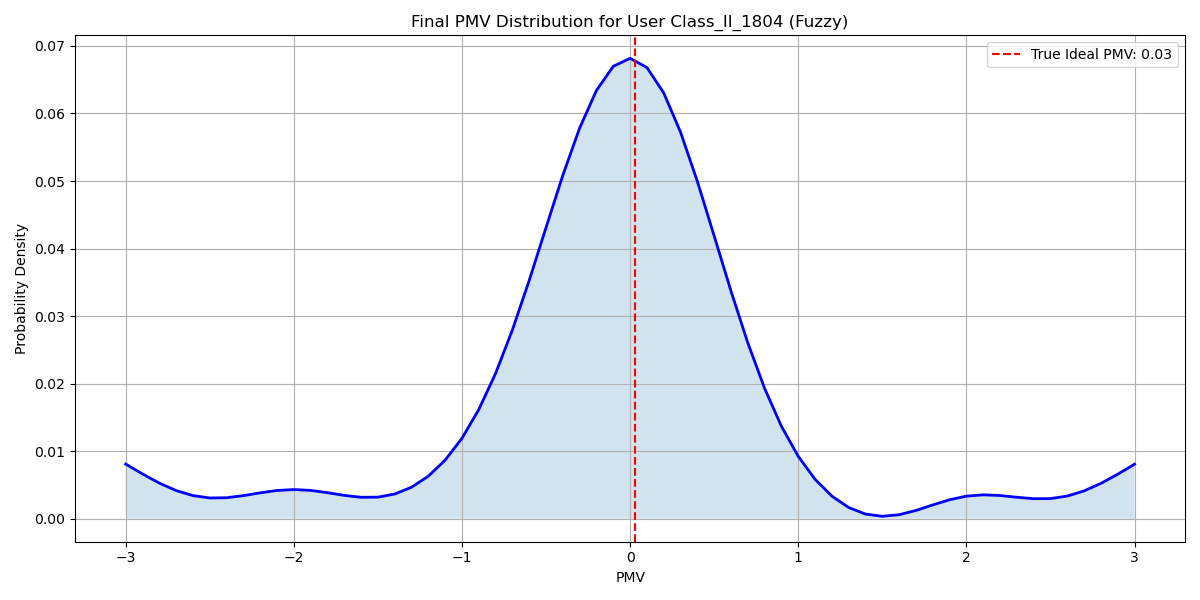 Final PMV Distribution for User Class_II_1804 (Fuzzy)
True Ideal PMV: 0.03
0.07
0.06
0.05
0.04
0.03
0.02
0.01
0.00
Probability Density
−3 −2 −1 0 1 2 3
PMV